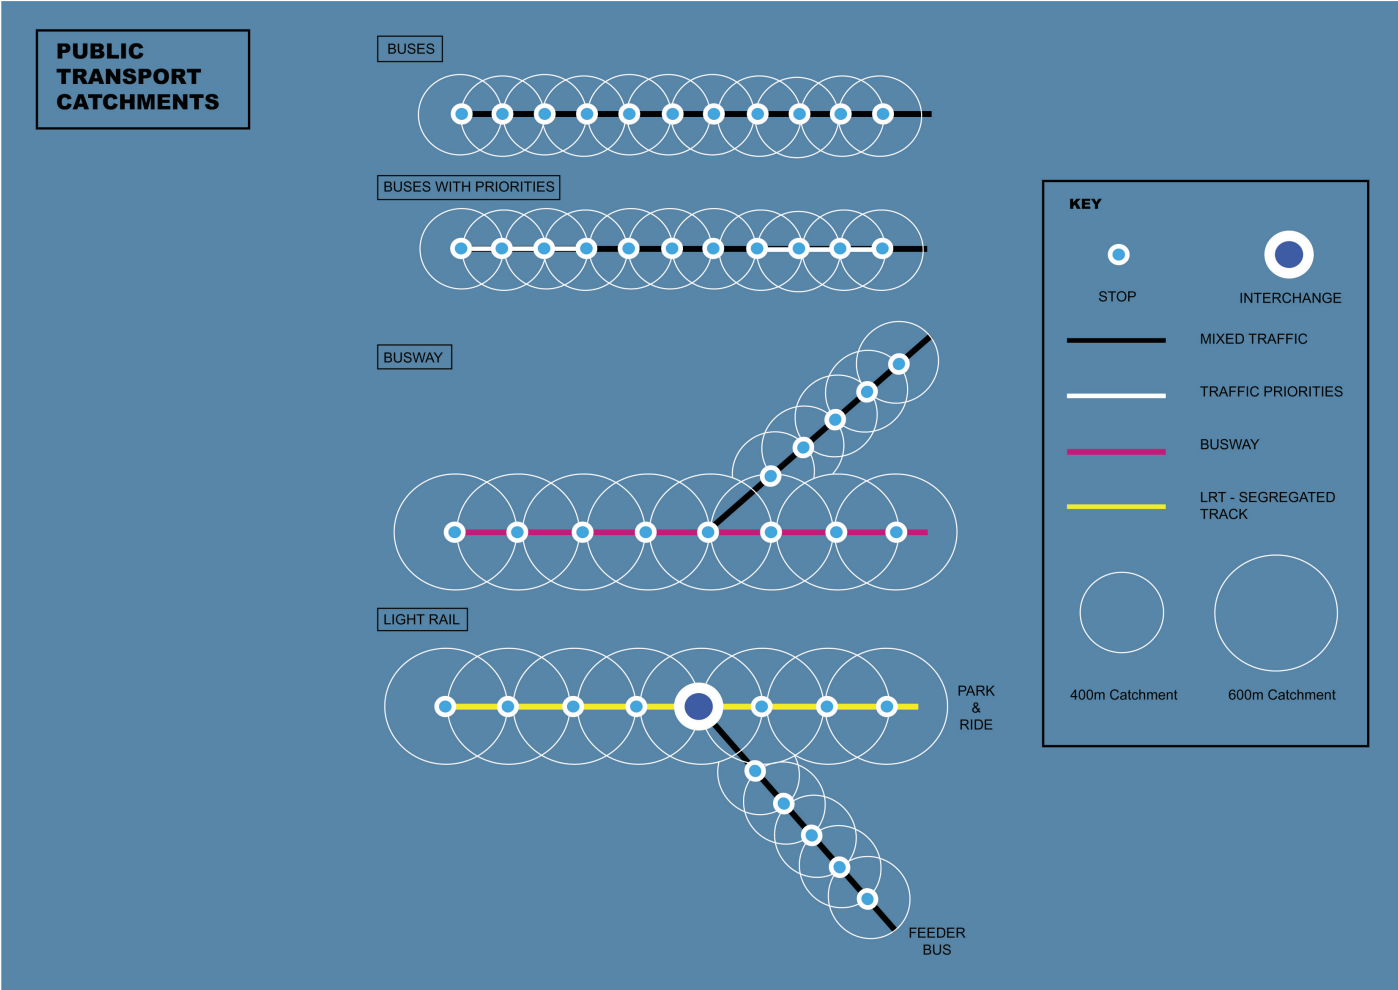 PUBLIC
TRANSPORT
CATCHMENTS
BUSES
BUSES WITH PRIORITIES
BUSWAY
LIGHT RAIL
PARK
&
RIDE
FEEDER
BUS
KEY
STOP
INTERCHANGE
MIXED TRAFFIC
TRAFFIC PRIORITIES
BUSWAY
LRT - SEGREGATED
TRACK
400m Catchment
600m Catchment